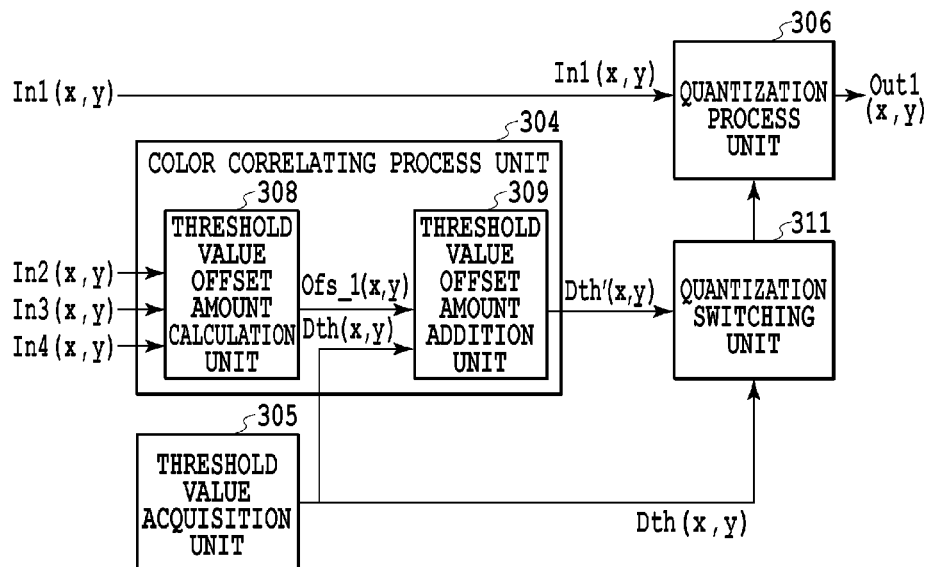 306
In1(x,y)
In1(x,y)
QUANTIZATION
PROCESS
UNIT
Out1
(x,y)
304
COLOR CORRELATING PROCESS UNIT
308
309
311
THRESHOLD
VALUE
OFFSET
AMOUNT
CALCULATION
UNIT
In2(x,y)
In3(x,y)
In4(x,y)
Ofs_1(x,y)
Dth(x,y)
THRESHOLD
VALUE
OFFSET
AMOUNT
ADDITION
UNIT
Dth'(x,y)
QUANTIZATION
SWITCHING
UNIT
305
THRESHOLD
VALUE
ACQUISITION
UNIT
Dth(x,y)